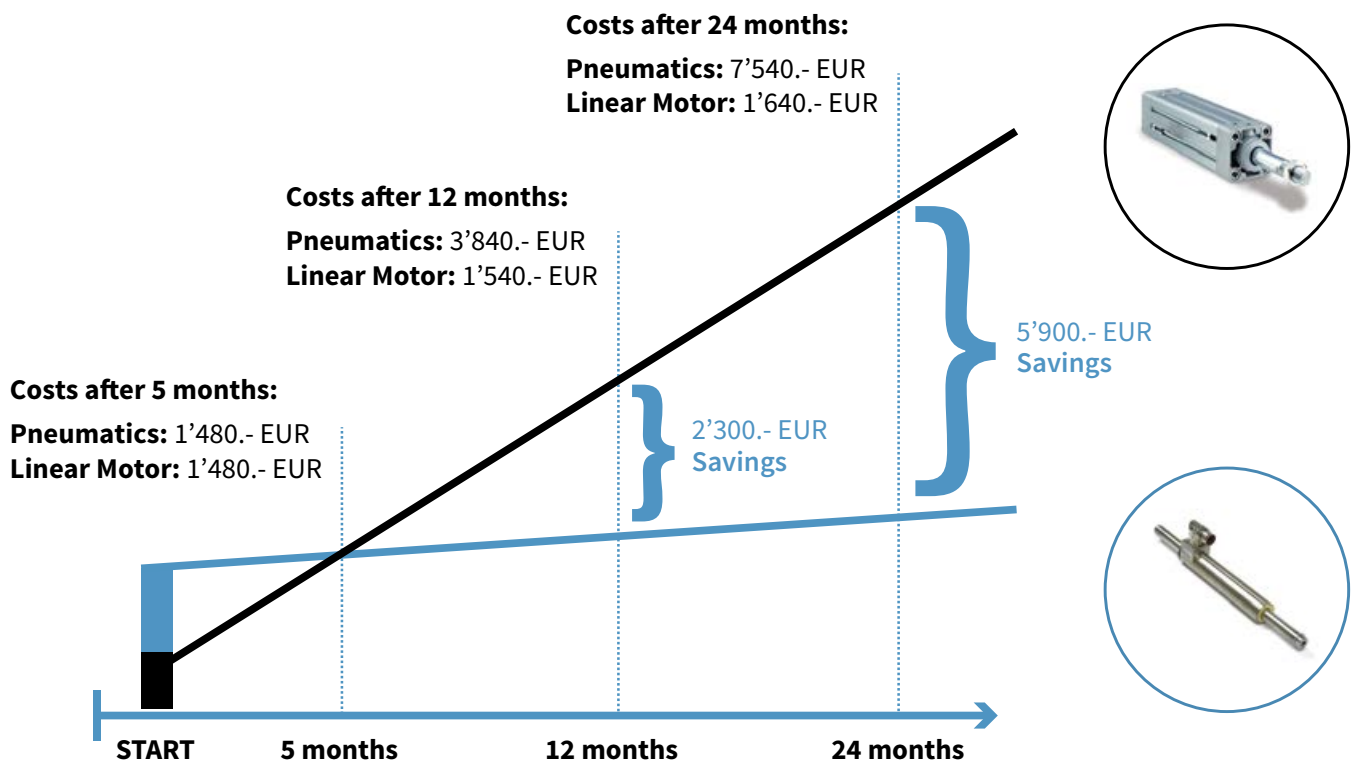 Costs after 24 months:
Pneumatics: 7’540.- EUR
Linear Motor: 1’640.- EUR
Costs after 12 months:
Pneumatics: 3’840.- EUR
Linear Motor: 1’540.- EUR
5’900.- EUR
Savings
Costs after 5 months:
Pneumatics: 1’480.- EUR
Linear Motor: 1’480.- EUR
2’300.- EUR
Savings
START
5 months
12 months
24 months